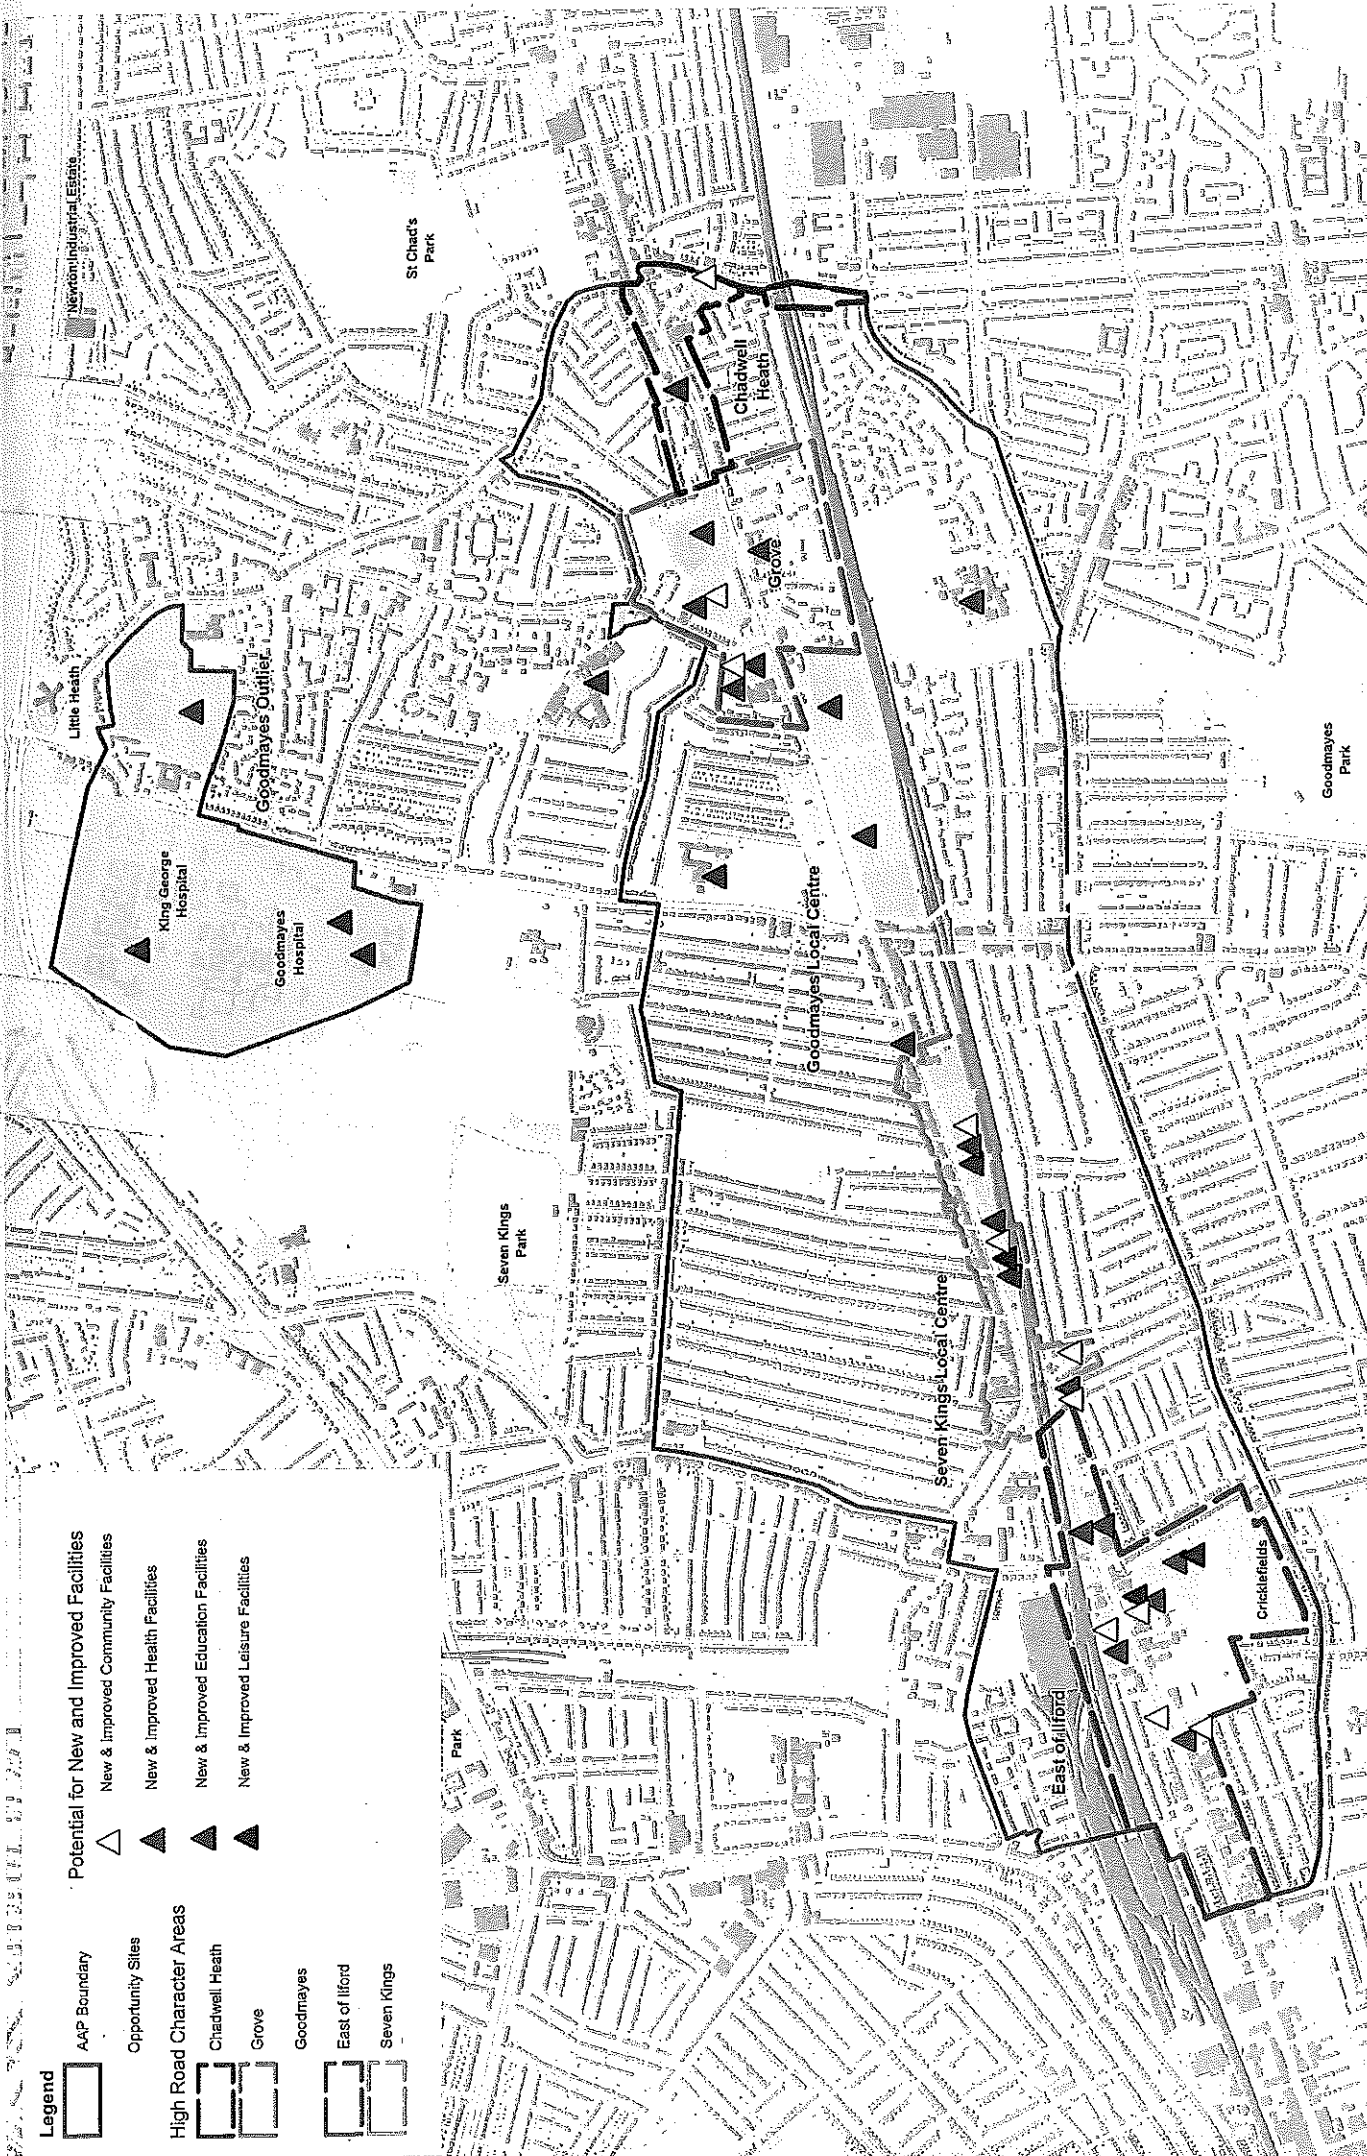 Legend
AAP Boundary
Opportunity Sites
High Road Character Areas
Chadwell Heath
Grove
Goodmayes
East of Ilford
Seven Kings
Potential for New and Improved Facilities
New & Improved Community Facilities
New & Improved Health Facilities
New & Improved Education Facilities
New & Improved Leisure Facilities
Newton Industrial Estate
Little Heath
St Chad's
Park
King George
Hospital
Goodmayes Outlier
Goodmayes
Hospital
Seven Kings
Park
Park
Chadwell
Heath
Grove
Goodmayes Local Centre
Seven Kings Local Centre
East of Ilford
Cricklefields
Goodmayes
Park